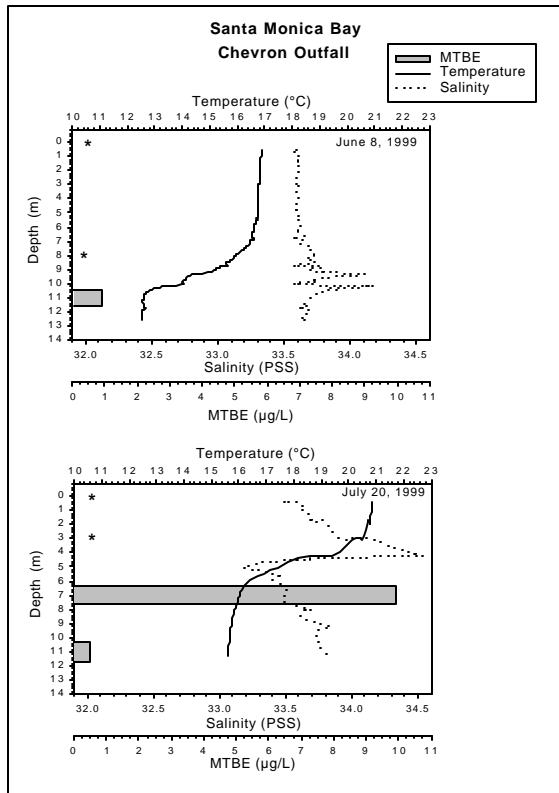 Santa Monica Bay
Chevron Outfall
MTBE
Temperature
Salinity
Temperature (°C)
10 11 12 13 14 15 16 17 18 19 20 21 22 23
June 8, 1999
*
*
Depth (m)
0
1
2
3
4
5
6
7
8
9
10
11
12
13
14
32.0 32.5 33.0 33.5 34.0 34.5
Salinity (PSS)
0 1 2 3 4 5 6 7 8 9 10 11
MTBE (µg/L)
Temperature (°C)
10 11 12 13 14 15 16 17 18 19 20 21 22 23
July 20, 1999
*
*
Depth (m)
0
1
2
3
4
5
6
7
8
9
10
11
12
13
14
32.0 32.5 33.0 33.5 34.0 34.5
Salinity (PSS)
0 1 2 3 4 5 6 7 8 9 10 11
MTBE (µg/L)